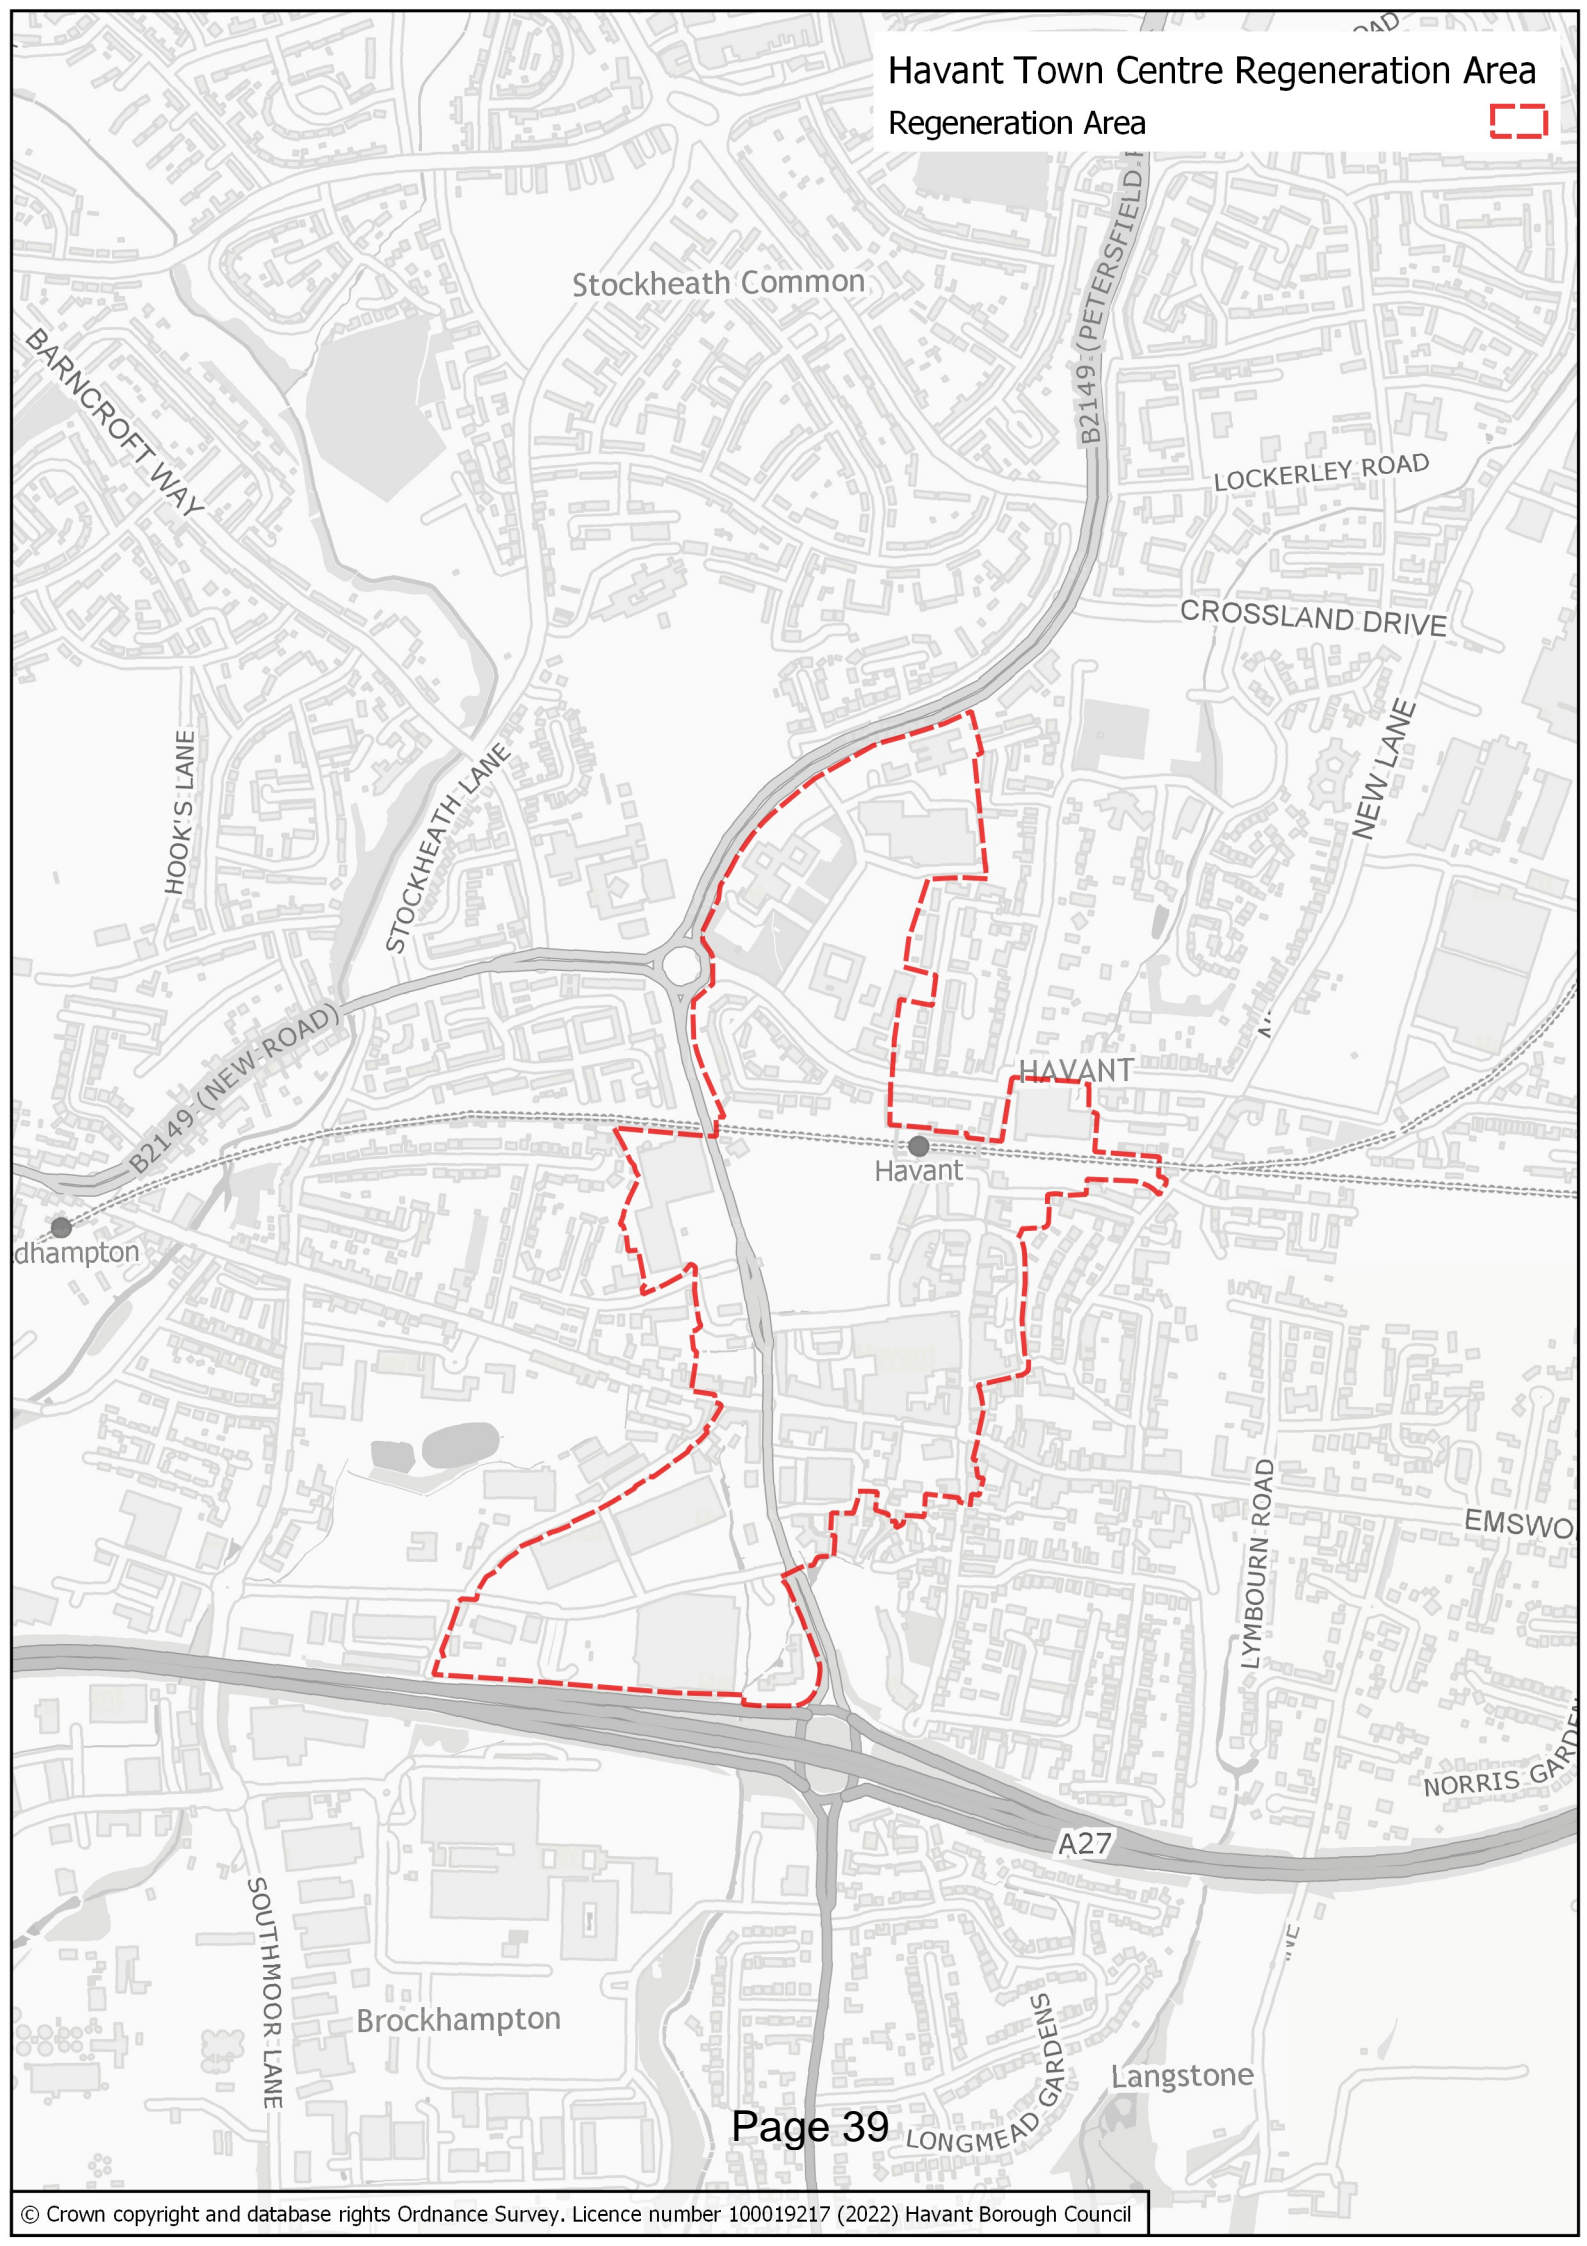 Havant Town Centre Regeneration Area
Regeneration Area
OAD
Stockheath Common
B2149 (PETERSFIELD
BARNCROFT WAY
LOCKERLEY ROAD
CROSSLAND DRIVE
NEW LANE
HOOK'S LANE
STOCKHEATH LANE
B2149 (NEW ROAD)
HAVANT
Havant
dhampton
LYMBOURN ROAD
EMSWO
NORRIS GARDEN
A27
SOUTHMOOR LANE
Brockhampton
LONGMEAD GARDENS
Langstone
Page 39
© Crown copyright and database rights Ordnance Survey. Licence number 100019217 (2022) Havant Borough Council